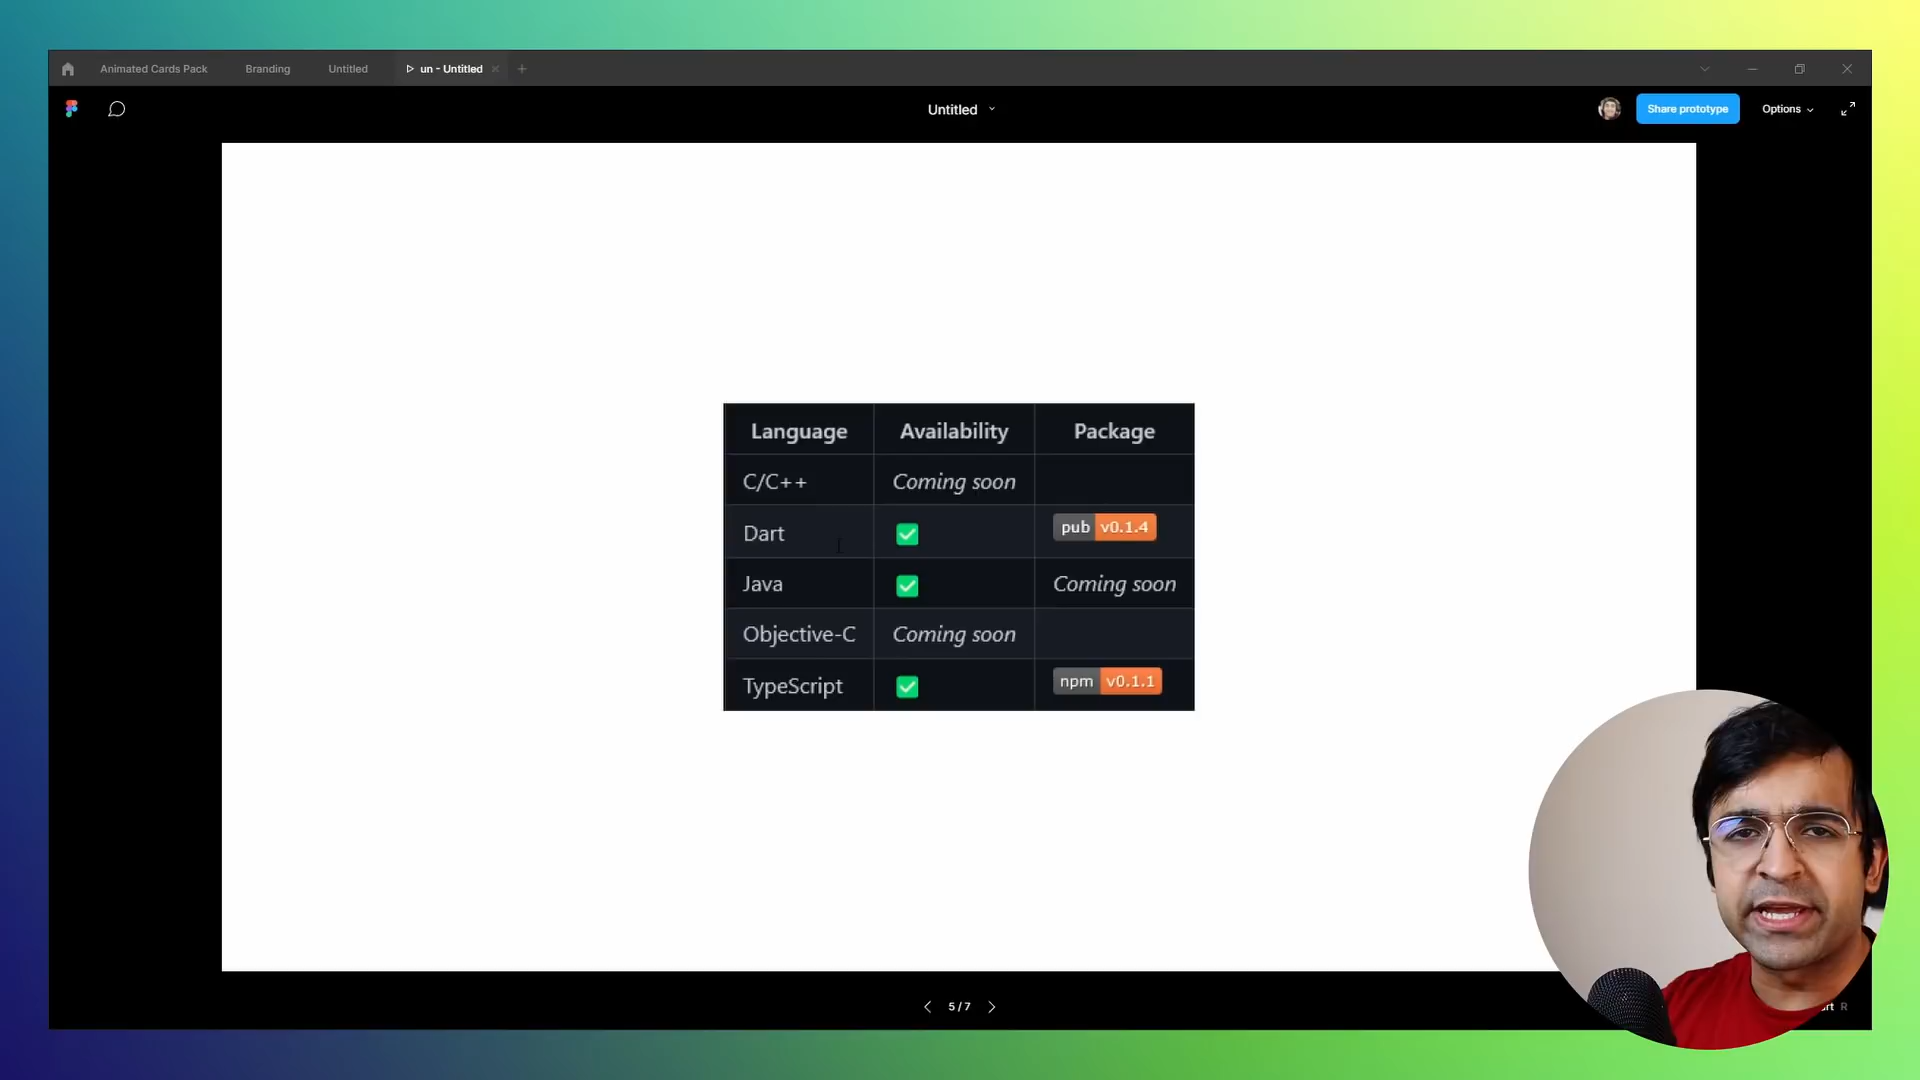 Animated Cards Pack Branding Untitled un - Untitled
Untitled
Share prototype Options
Language Availability Package
C/C++ Coming soon
Dart pub v0.1.4
Java Coming soon
Objective-C Coming soon
TypeScript npm v0.1.1
5 / 7
R